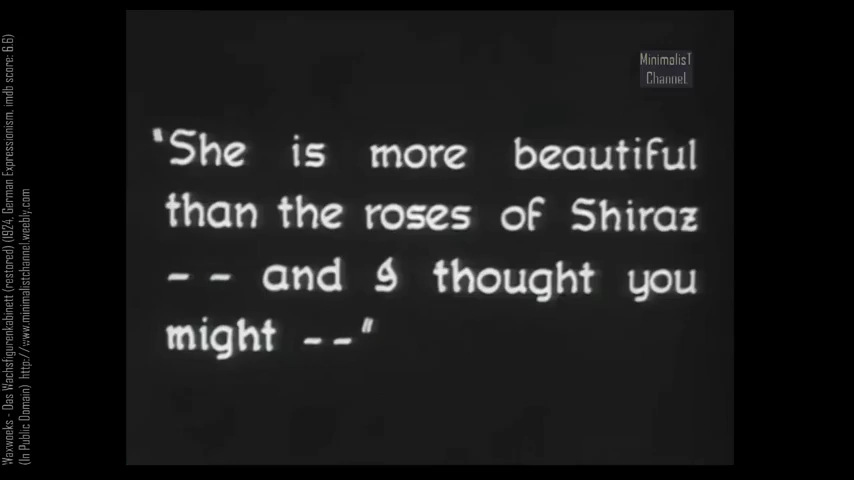 "She is more beautiful
than the roses of Shiraz
-- and I thought you
might --"
MinimalisT
Channel
Waxwoeks - Das Wachsfigurenkabinett (restored) (1924, German Expressionism, imdb score: 6.6)
(In Public Domain) http://www.minimalistchannel.weebly.com